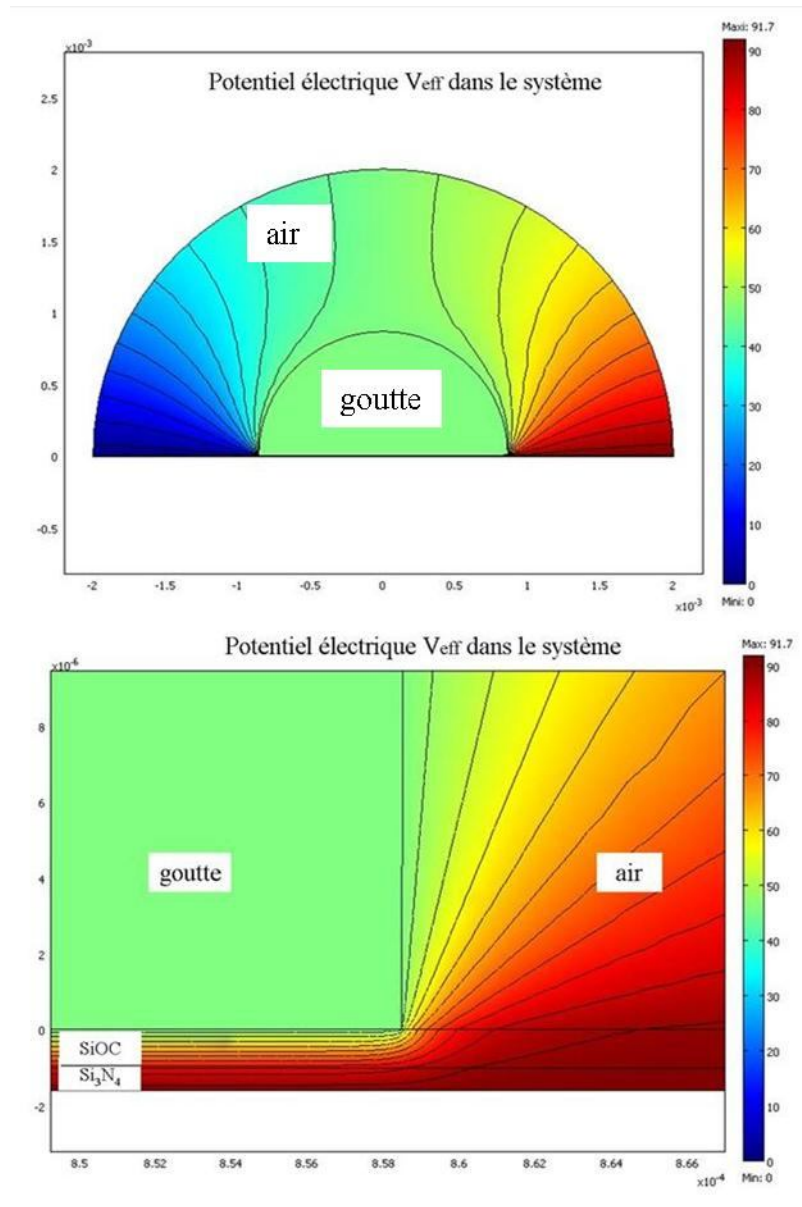 Maxi: 91.7
x10-3
Potentiel électrique Veff dans le système
90
2.5
80
2
70
air
1.5
60
50
1
40
goutte
0.5
30
0
20
-0.5
10
0
-2 -1.5 -1 -0.5 0 0.5 1 1.5 2
x10-3
Mini: 0
Potentiel électrique Veff dans le système
Max: 91.7
x10-6
90
8
80
70
6
60
50
goutte
air
4
40
2
30
0
SiOC
20
Si3N4
-2
10
0
8.5 8.52 8.54 8.56 8.58 8.6 8.62 8.64 8.66
x10-4
Min: 0